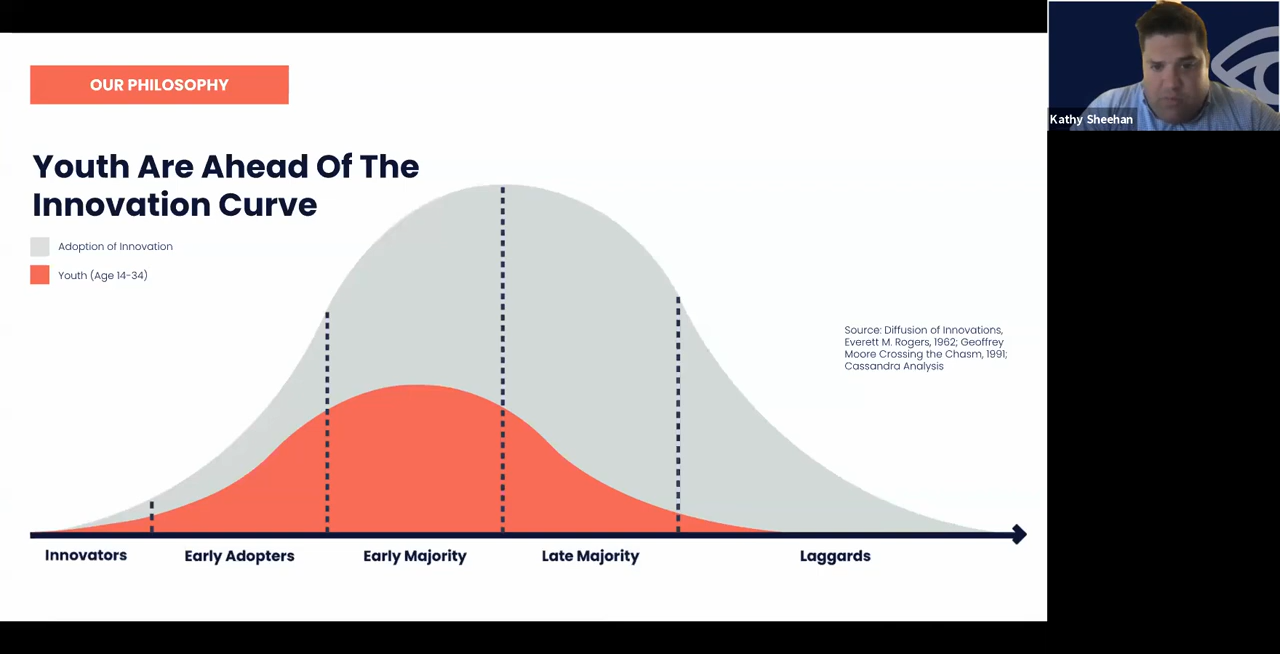 OUR PHILOSOPHY
Youth Are Ahead Of The
Innovation Curve
Adoption of Innovation
Youth (Age 14-34)
Source: Diffusion of Innovations,
Everett M. Rogers, 1962; Geoffrey
Moore Crossing the Chasm, 1991;
Cassandra Analysis
Innovators
Early Adopters
Early Majority
Late Majority
Laggards
Kathy Sheehan